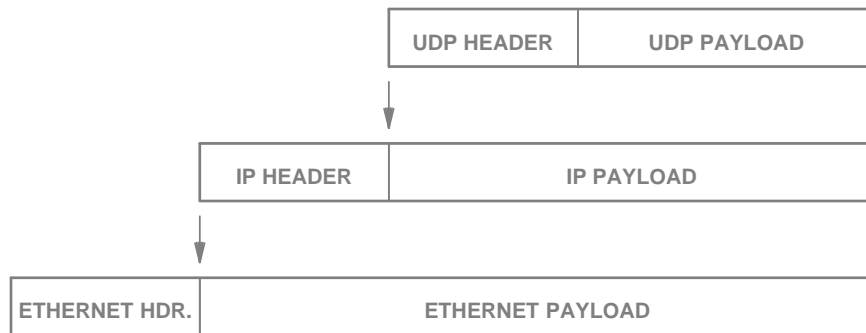 UDP HEADER UDP PAYLOAD
IP HEADER IP PAYLOAD
ETHERNET HDR. ETHERNET PAYLOAD